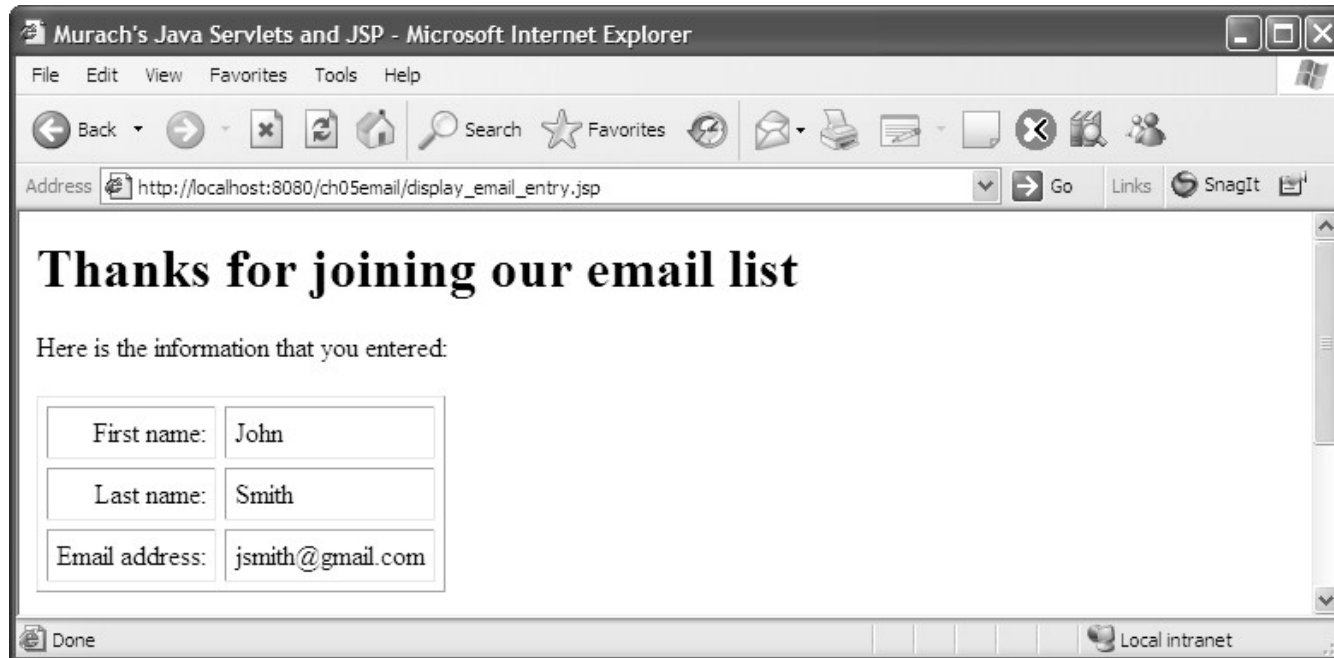 Murach's Java Servlets and JSP - Microsoft Internet Explorer
File Edit View Favorites Tools Help
Back Search Favorites
Address http://localhost:8080/ch05email/display_email_entry.jsp Go Links SnagIt
Thanks for joining our email list
Here is the information that you entered:
First name: John
Last name: Smith
Email address: jsmith@gmail.com
Done Local intranet